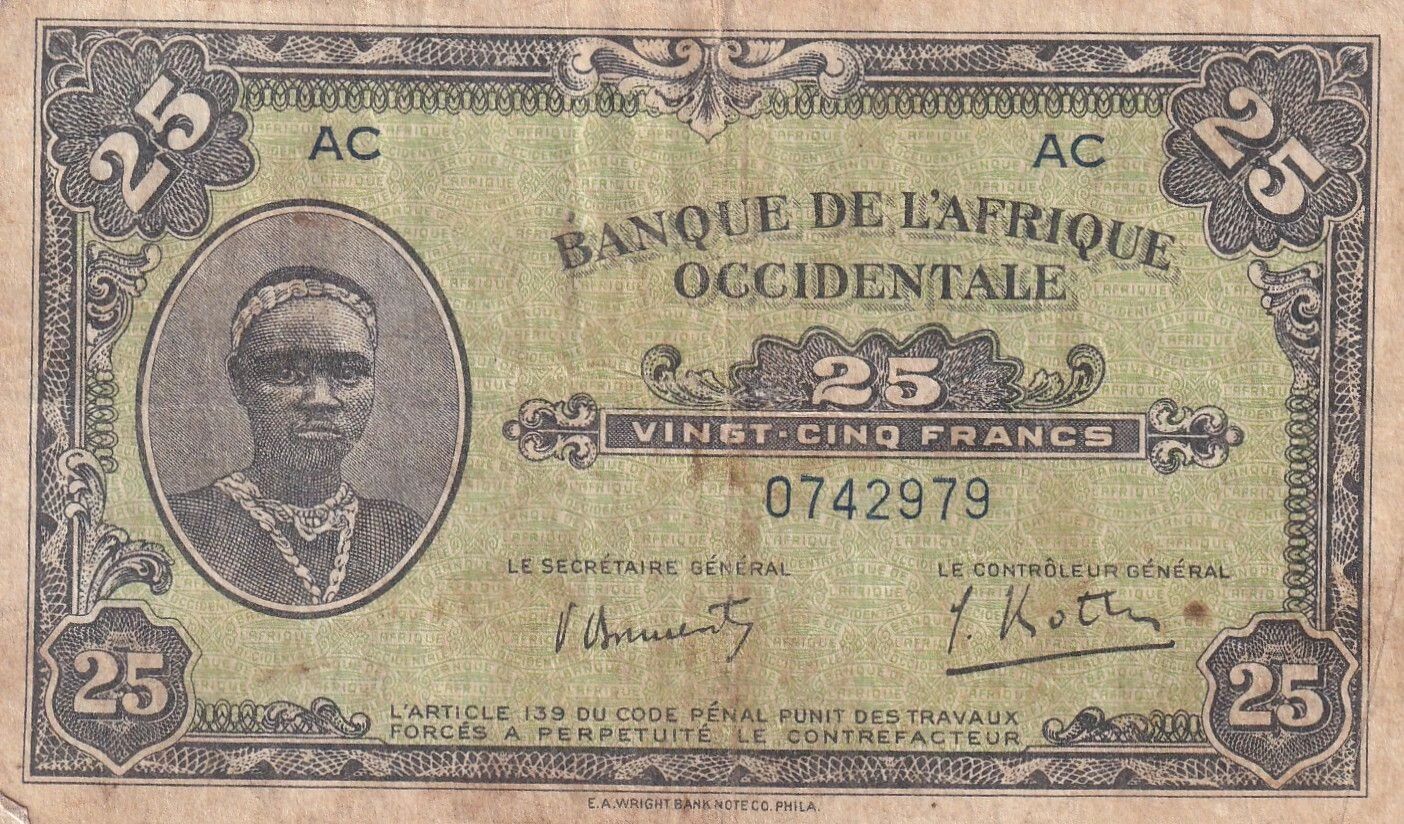 25
25
AC
AC
BANQUE DE L'AFRIQUE
OCCIDENTALE
25
VINGT-CINQ FRANCS
0742979
LE SECRÉTAIRE GÉNÉRAL
LE CONTRÔLEUR GÉNÉRAL
25
25
L'ARTICLE 139 DU CODE PÉNAL PUNIT DES TRAVAUX
FORCÉS A PERPETUITÉ LE CONTREFACTEUR
E.A.WRIGHT BANK NOTE CO. PHILA.